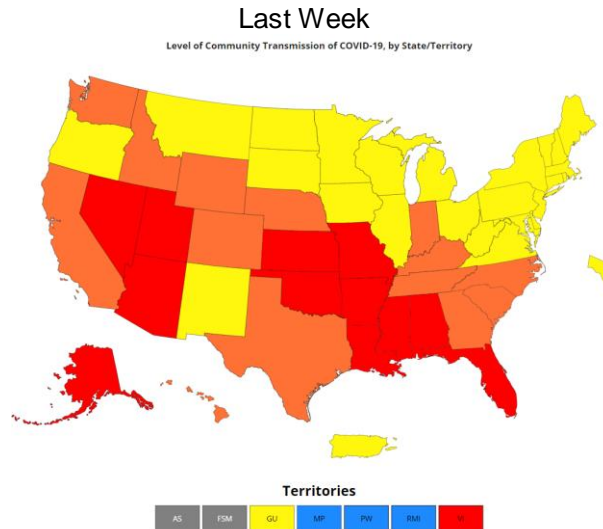 Last Week
Level of Community Transmission of COVID-19, by State/Territory
Territories
AS FSM GU MP PW RMI VI